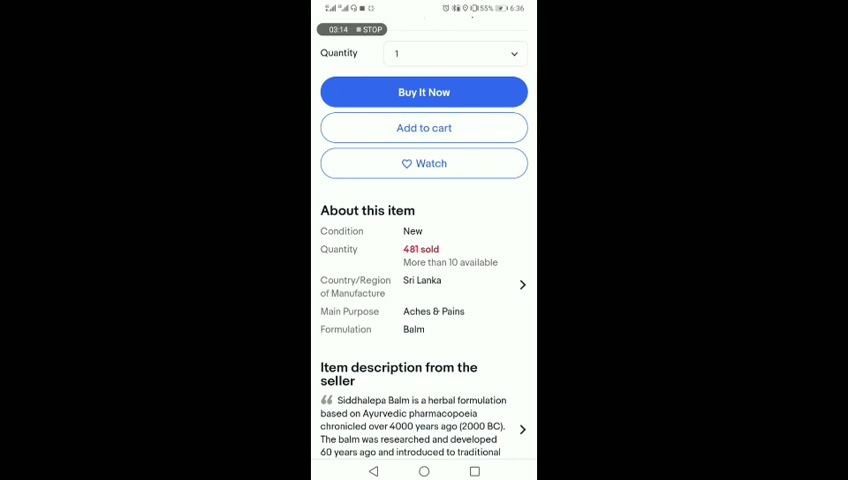 55% 6:36
03:14 STOP
Quantity 1
Buy It Now
Add to cart
Watch
About this item
Condition New
Quantity 481 sold
More than 10 available
Country/Region Sri Lanka
of Manufacture
Main Purpose Aches & Pains
Formulation Balm
Item description from the
seller
“ Siddhalepa Balm is a herbal formulation
based on Ayurvedic pharmacopoeia
chronicled over 4000 years ago (2000 BC).
The balm was researched and developed
60 years ago and introduced to traditional